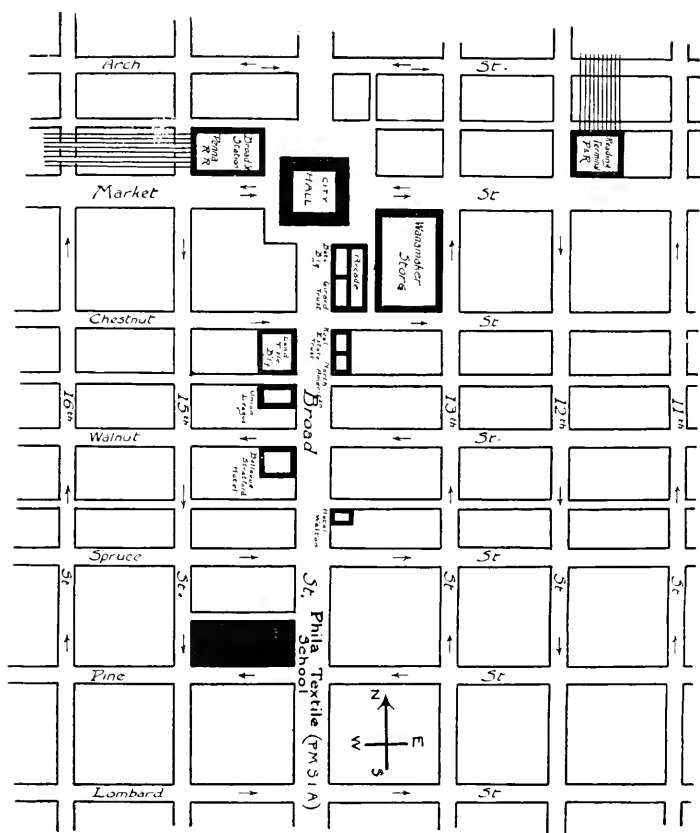 Arch St.
Broad St
Station
Penna
R R
CITY
HALL
Reading
Terminal
P&R
Market St
Wanamaker
Store
Arcade
Betz
Bldg
Girard
Trust
Chestnut St
Land
Title
Bldg
Real
Estate
Trust
North
American
Union
League
16th St
15th St.
Broad St.
13th St
12th St
11th St
Walnut St.
Bellevue
Stratford
Hotel
Hotel
Walton
Spruce St
Phila Textile (PMSIA)
School
Pine St
N
W E
S
Lombard St